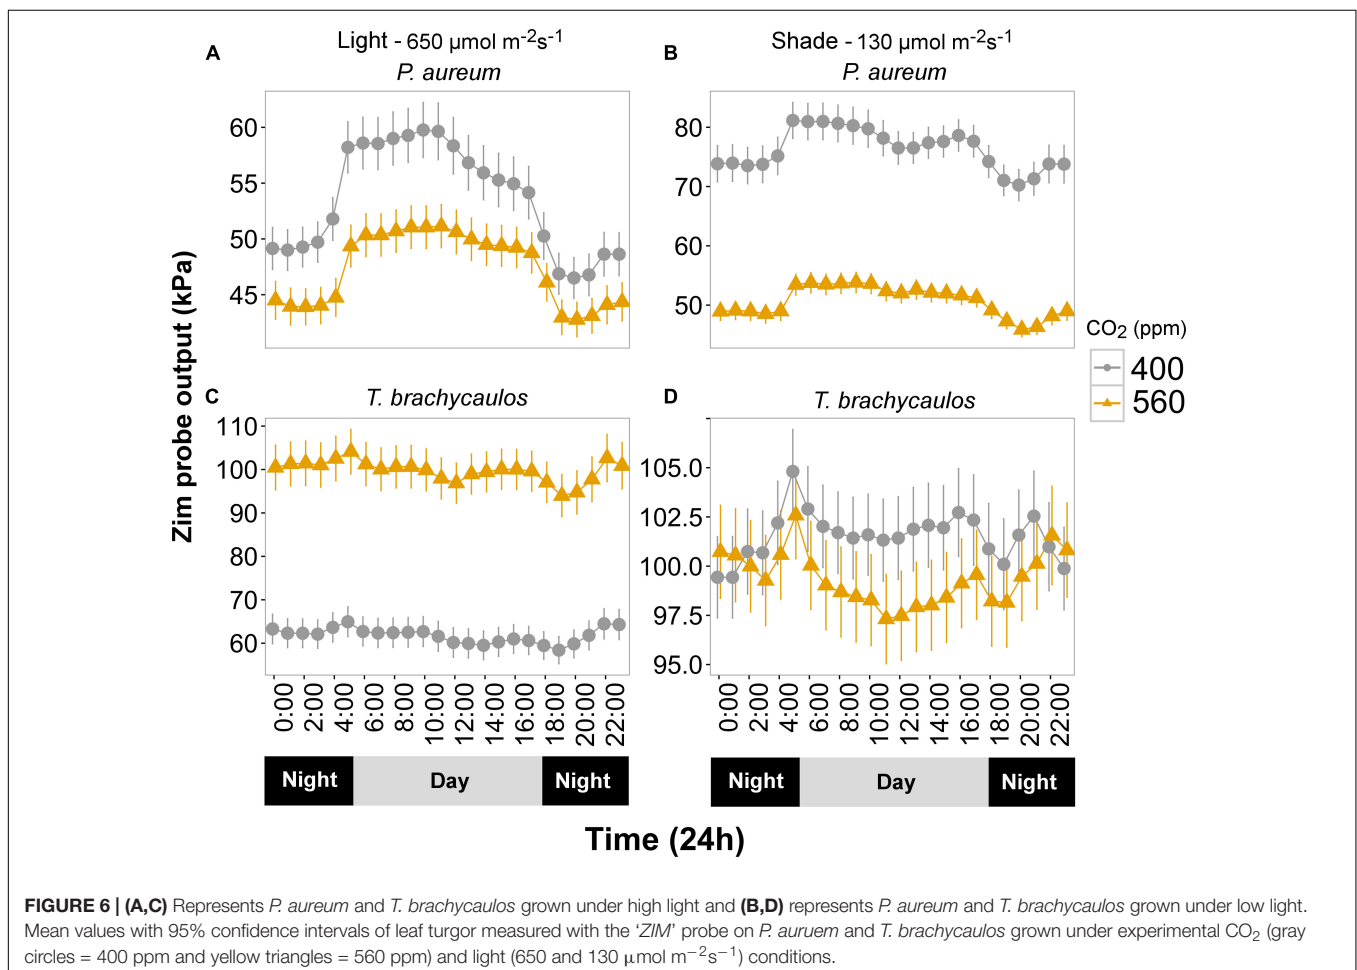 Light - 650 µmol m-2s-1
Shade - 130 µmol m-2s-1
A
P. aureum
B
P. aureum
60
55
50
45
80
70
60
50
Zim probe output (kPa)
CO2 (ppm)
400
560
C
T. brachycaulos
D
T. brachycaulos
110
100
90
80
70
60
105.0
102.5
100.0
97.5
95.0
0:00
2:00
4:00
6:00
8:00
10:00
12:00
14:00
16:00
18:00
20:00
22:00
0:00
2:00
4:00
6:00
8:00
10:00
12:00
14:00
16:00
18:00
20:00
22:00
Night Day Night
Night Day Night
Time (24h)
FIGURE 6 | (A,C) Represents P. aureum and T. brachycaulos grown under high light and (B,D) represents P. aureum and T. brachycaulos grown under low light.
Mean values with 95% confidence intervals of leaf turgor measured with the ‘ZIM’ probe on P. auruem and T. brachycaulos grown under experimental CO2 (gray
circles = 400 ppm and yellow triangles = 560 ppm) and light (650 and 130 µmol m−2s−1) conditions.